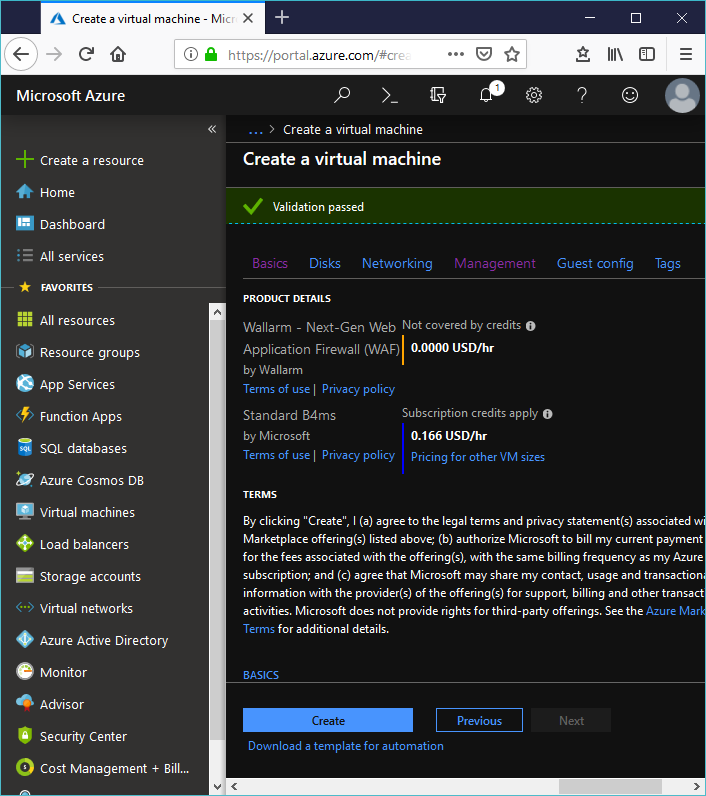 Create a virtual machine - Micr
https://portal.azure.com/#crea
Microsoft Azure
1
... > Create a virtual machine
Create a virtual machine
Validation passed
Create a resource
Home
Dashboard
All services
FAVORITES
All resources
Resource groups
App Services
Function Apps
SQL databases
Azure Cosmos DB
Virtual machines
Load balancers
Storage accounts
Virtual networks
Azure Active Directory
Monitor
Advisor
Security Center
Cost Management + Bill...
Basics Disks Networking Management Guest config Tags
PRODUCT DETAILS
Wallarm - Next-Gen Web
Application Firewall (WAF)
by Wallarm
Terms of use | Privacy policy
Not covered by credits
0.0000 USD/hr
Standard B4ms
by Microsoft
Terms of use | Privacy policy
Subscription credits apply
0.166 USD/hr
Pricing for other VM sizes
TERMS
By clicking "Create", I (a) agree to the legal terms and privacy statement(s) associated wi
Marketplace offering(s) listed above; (b) authorize Microsoft to bill my current payment
for the fees associated with the offering(s), with the same billing frequency as my Azure
subscription; and (c) agree that Microsoft may share my contact, usage and transactiona
information with the provider(s) of the offering(s) for support, billing and other transact
activities. Microsoft does not provide rights for third-party offerings. See the Azure Mark
Terms for additional details.
BASICS
Create Previous Next
Download a template for automation